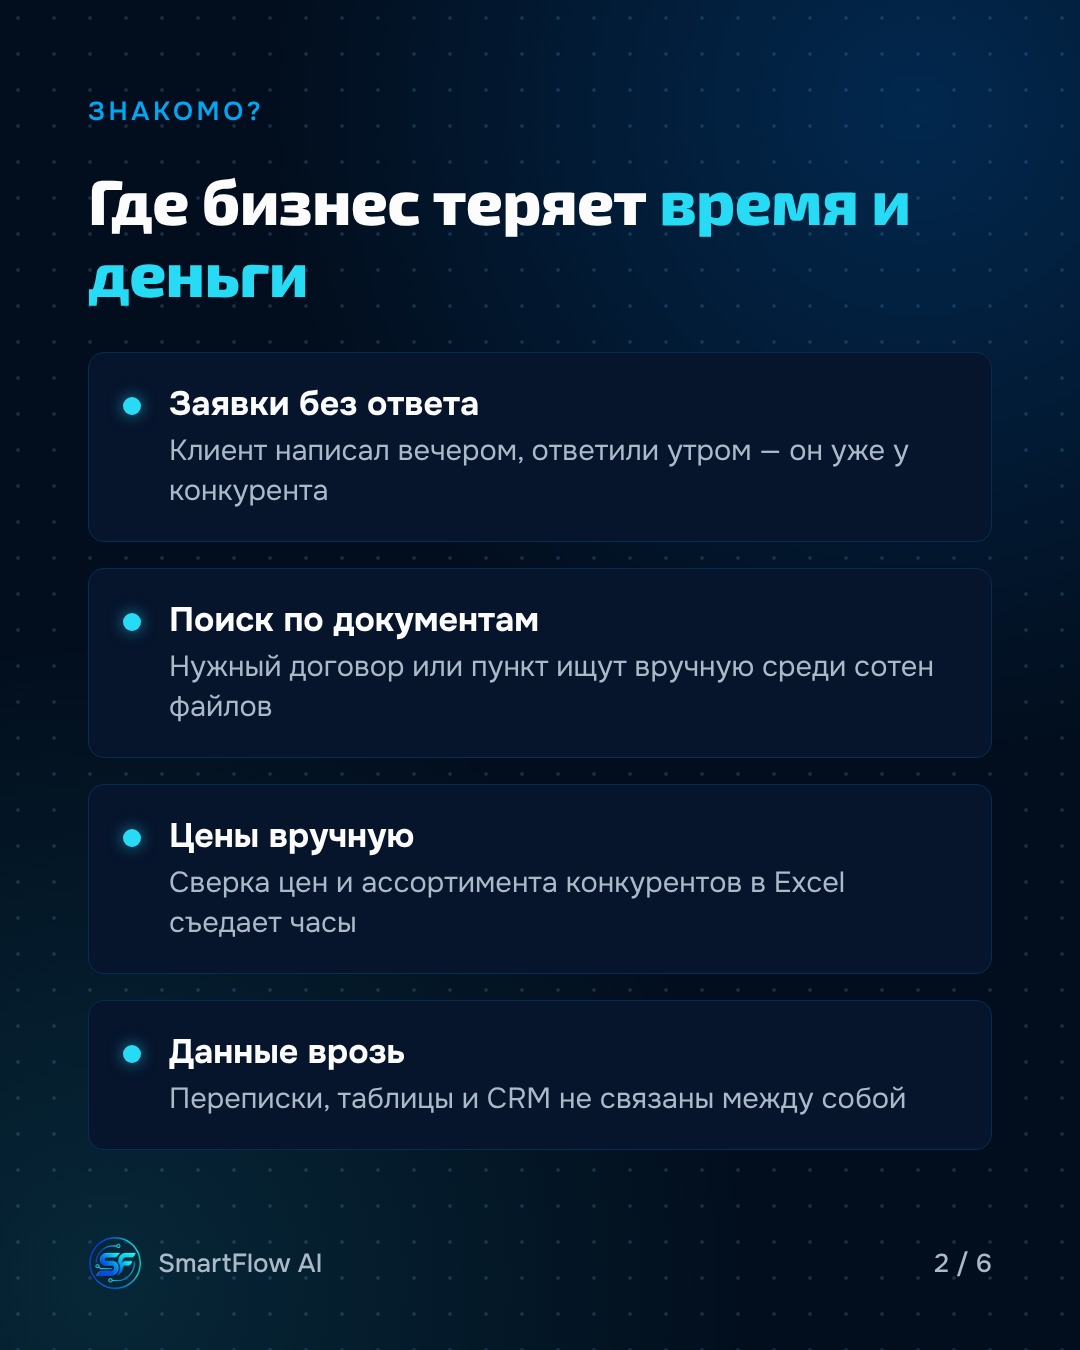 ЗНАКОМО?
Где бизнес теряет время и
деньги
Заявки без ответа
Клиент написал вечером, ответили утром — он уже у
конкурента
Поиск по документам
Нужный договор или пункт ищут вручную среди сотен
файлов
Цены вручную
Сверка цен и ассортимента конкурентов в Excel
съедает часы
Данные врозь
Переписки, таблицы и CRM не связаны между собой
SF SmartFlow AI
2 / 6